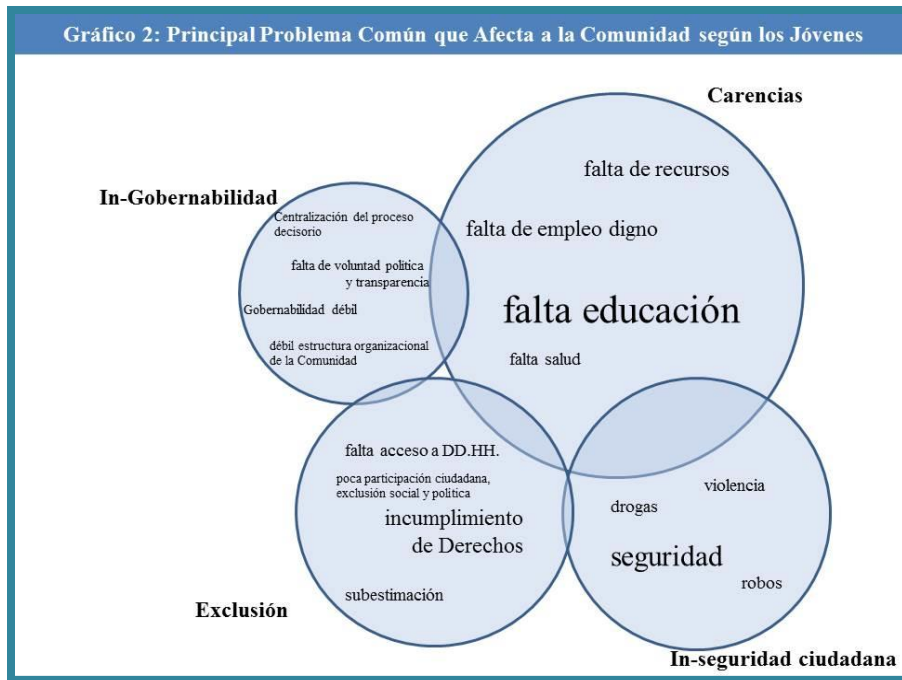 Gráfico 2: Principal Problema Común que Afecta a la Comunidad según los Jóvenes
Carencias
falta de recursos
falta de empleo digno
falta educación
falta salud
In-Gobernabilidad
Centralización del proceso
decisorio
falta de voluntad política
y transparencia
Gobernabilidad débil
débil estructura organizacional
de la Comunidad
falta acceso a DD.HH.
poca participación ciudadana,
exclusión social y política
incumplimiento
de Derechos
subestimación
Exclusión
violencia
drogas
seguridad
robos
In-seguridad ciudadana